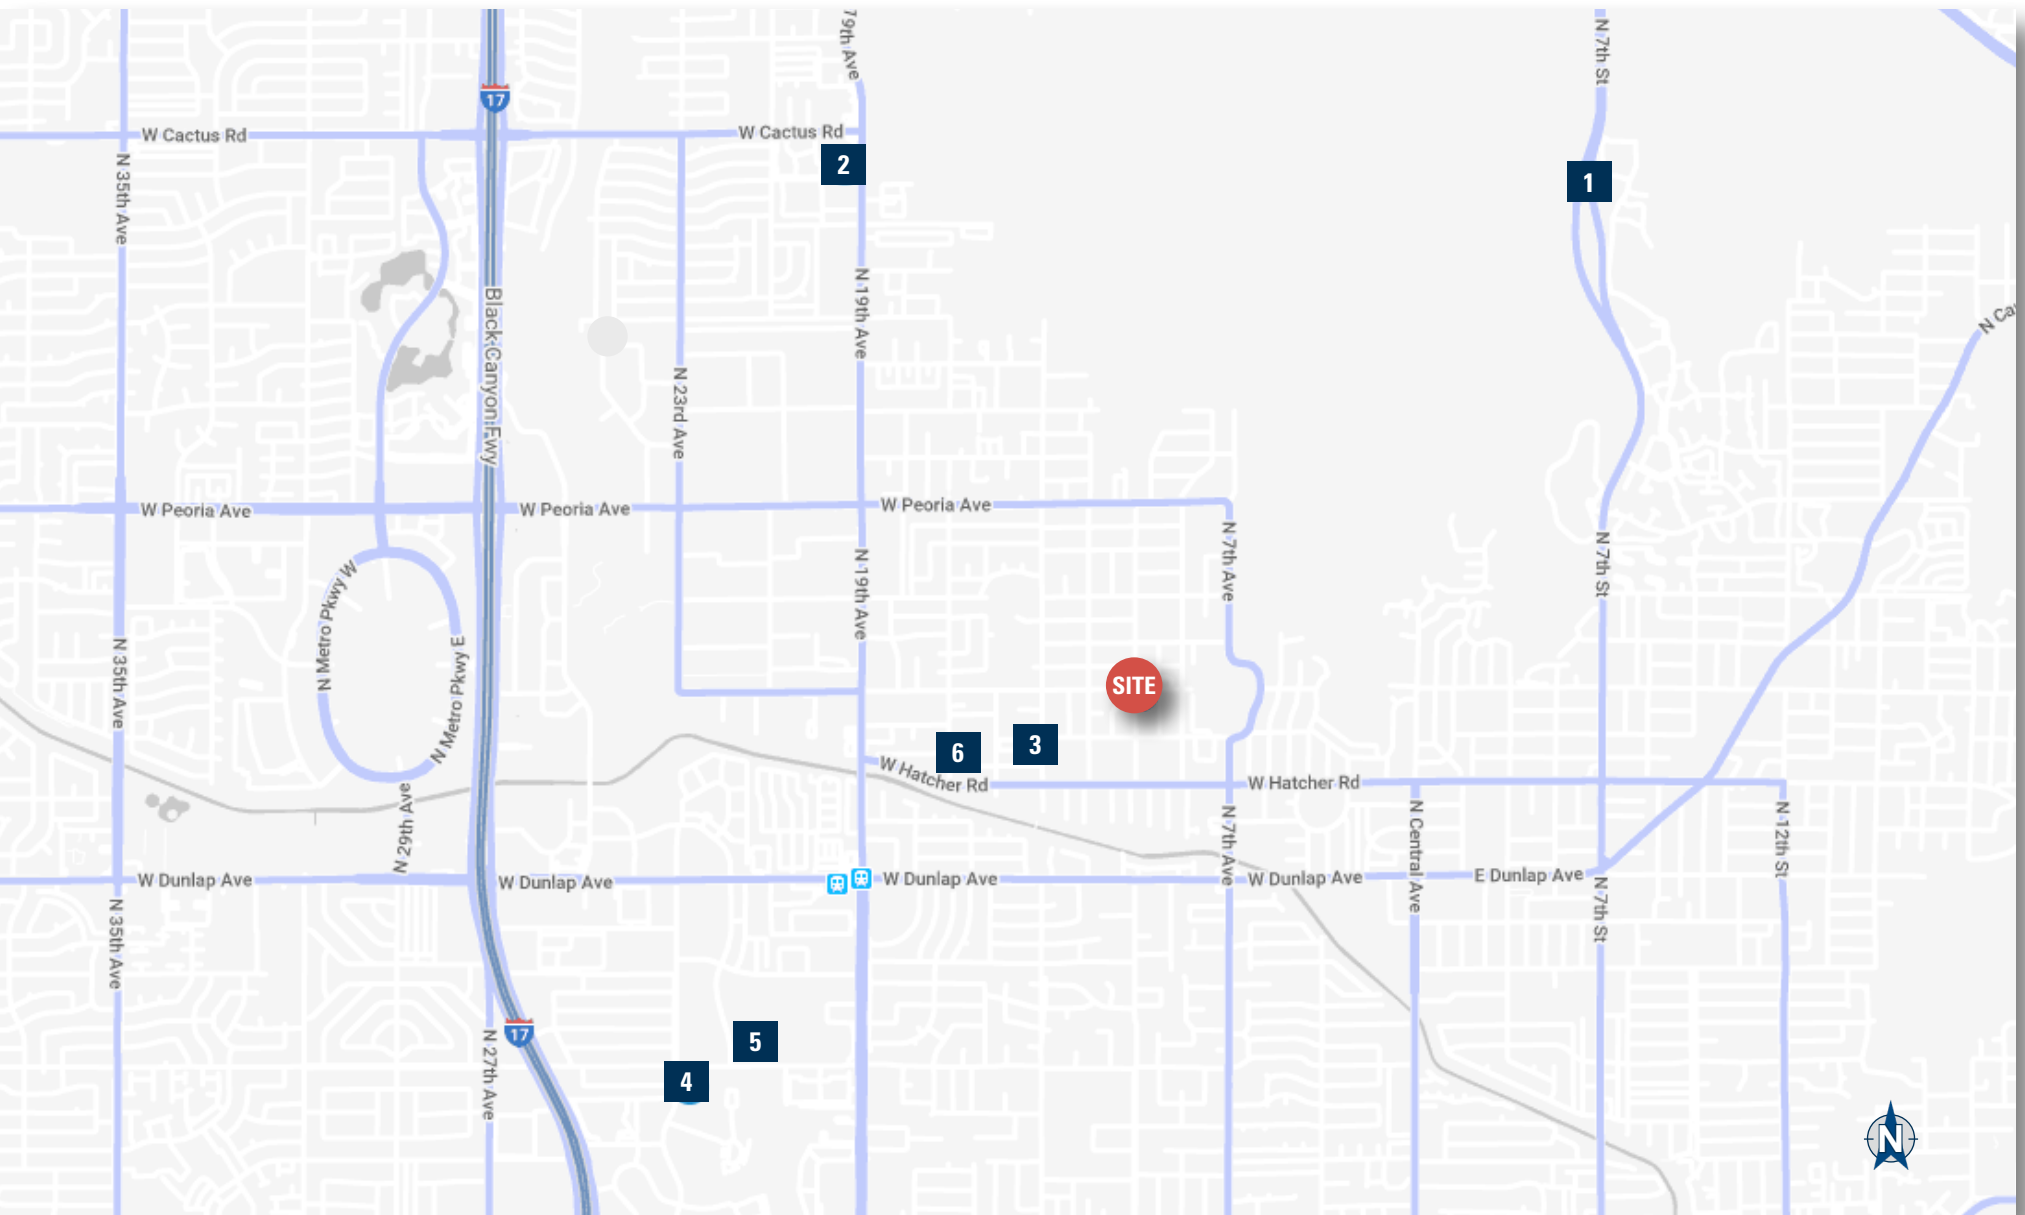 79th Ave
N 7th St
17
W Cactus Rd
W Cactus Rd
2
1
N 35th Ave
N 19th Ave
Black Canyon Fwy
N Ca
N 23rd Ave
W Peoria Ave
W Peoria Ave
W Peoria Ave
N 7th Ave
N 7th St
N 19th Ave
N Metro Pkwy W
N Metro Pkwy E
N 35th Ave
SITE
6
3
W Hatcher Rd
W Hatcher Rd
N 29th Ave
N 7th Ave
N Central Ave
N 12th St
W Dunlap Ave
W Dunlap Ave
W Dunlap Ave
W Dunlap Ave
E Dunlap Ave
N 35th Ave
N 7th St
17
N 27th Ave
5
4
N